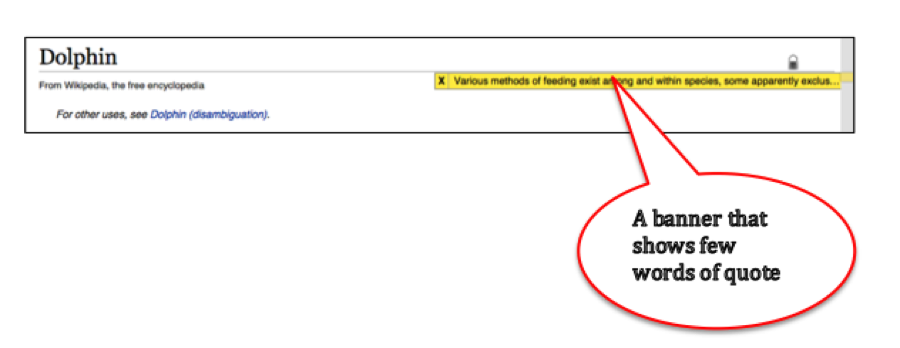 Dolphin
From Wikipedia, the free encyclopedia
X Various methods of feeding exist among and within species, some apparently exclus...
For other uses, see Dolphin (disambiguation).
A banner that
shows few
words of quote